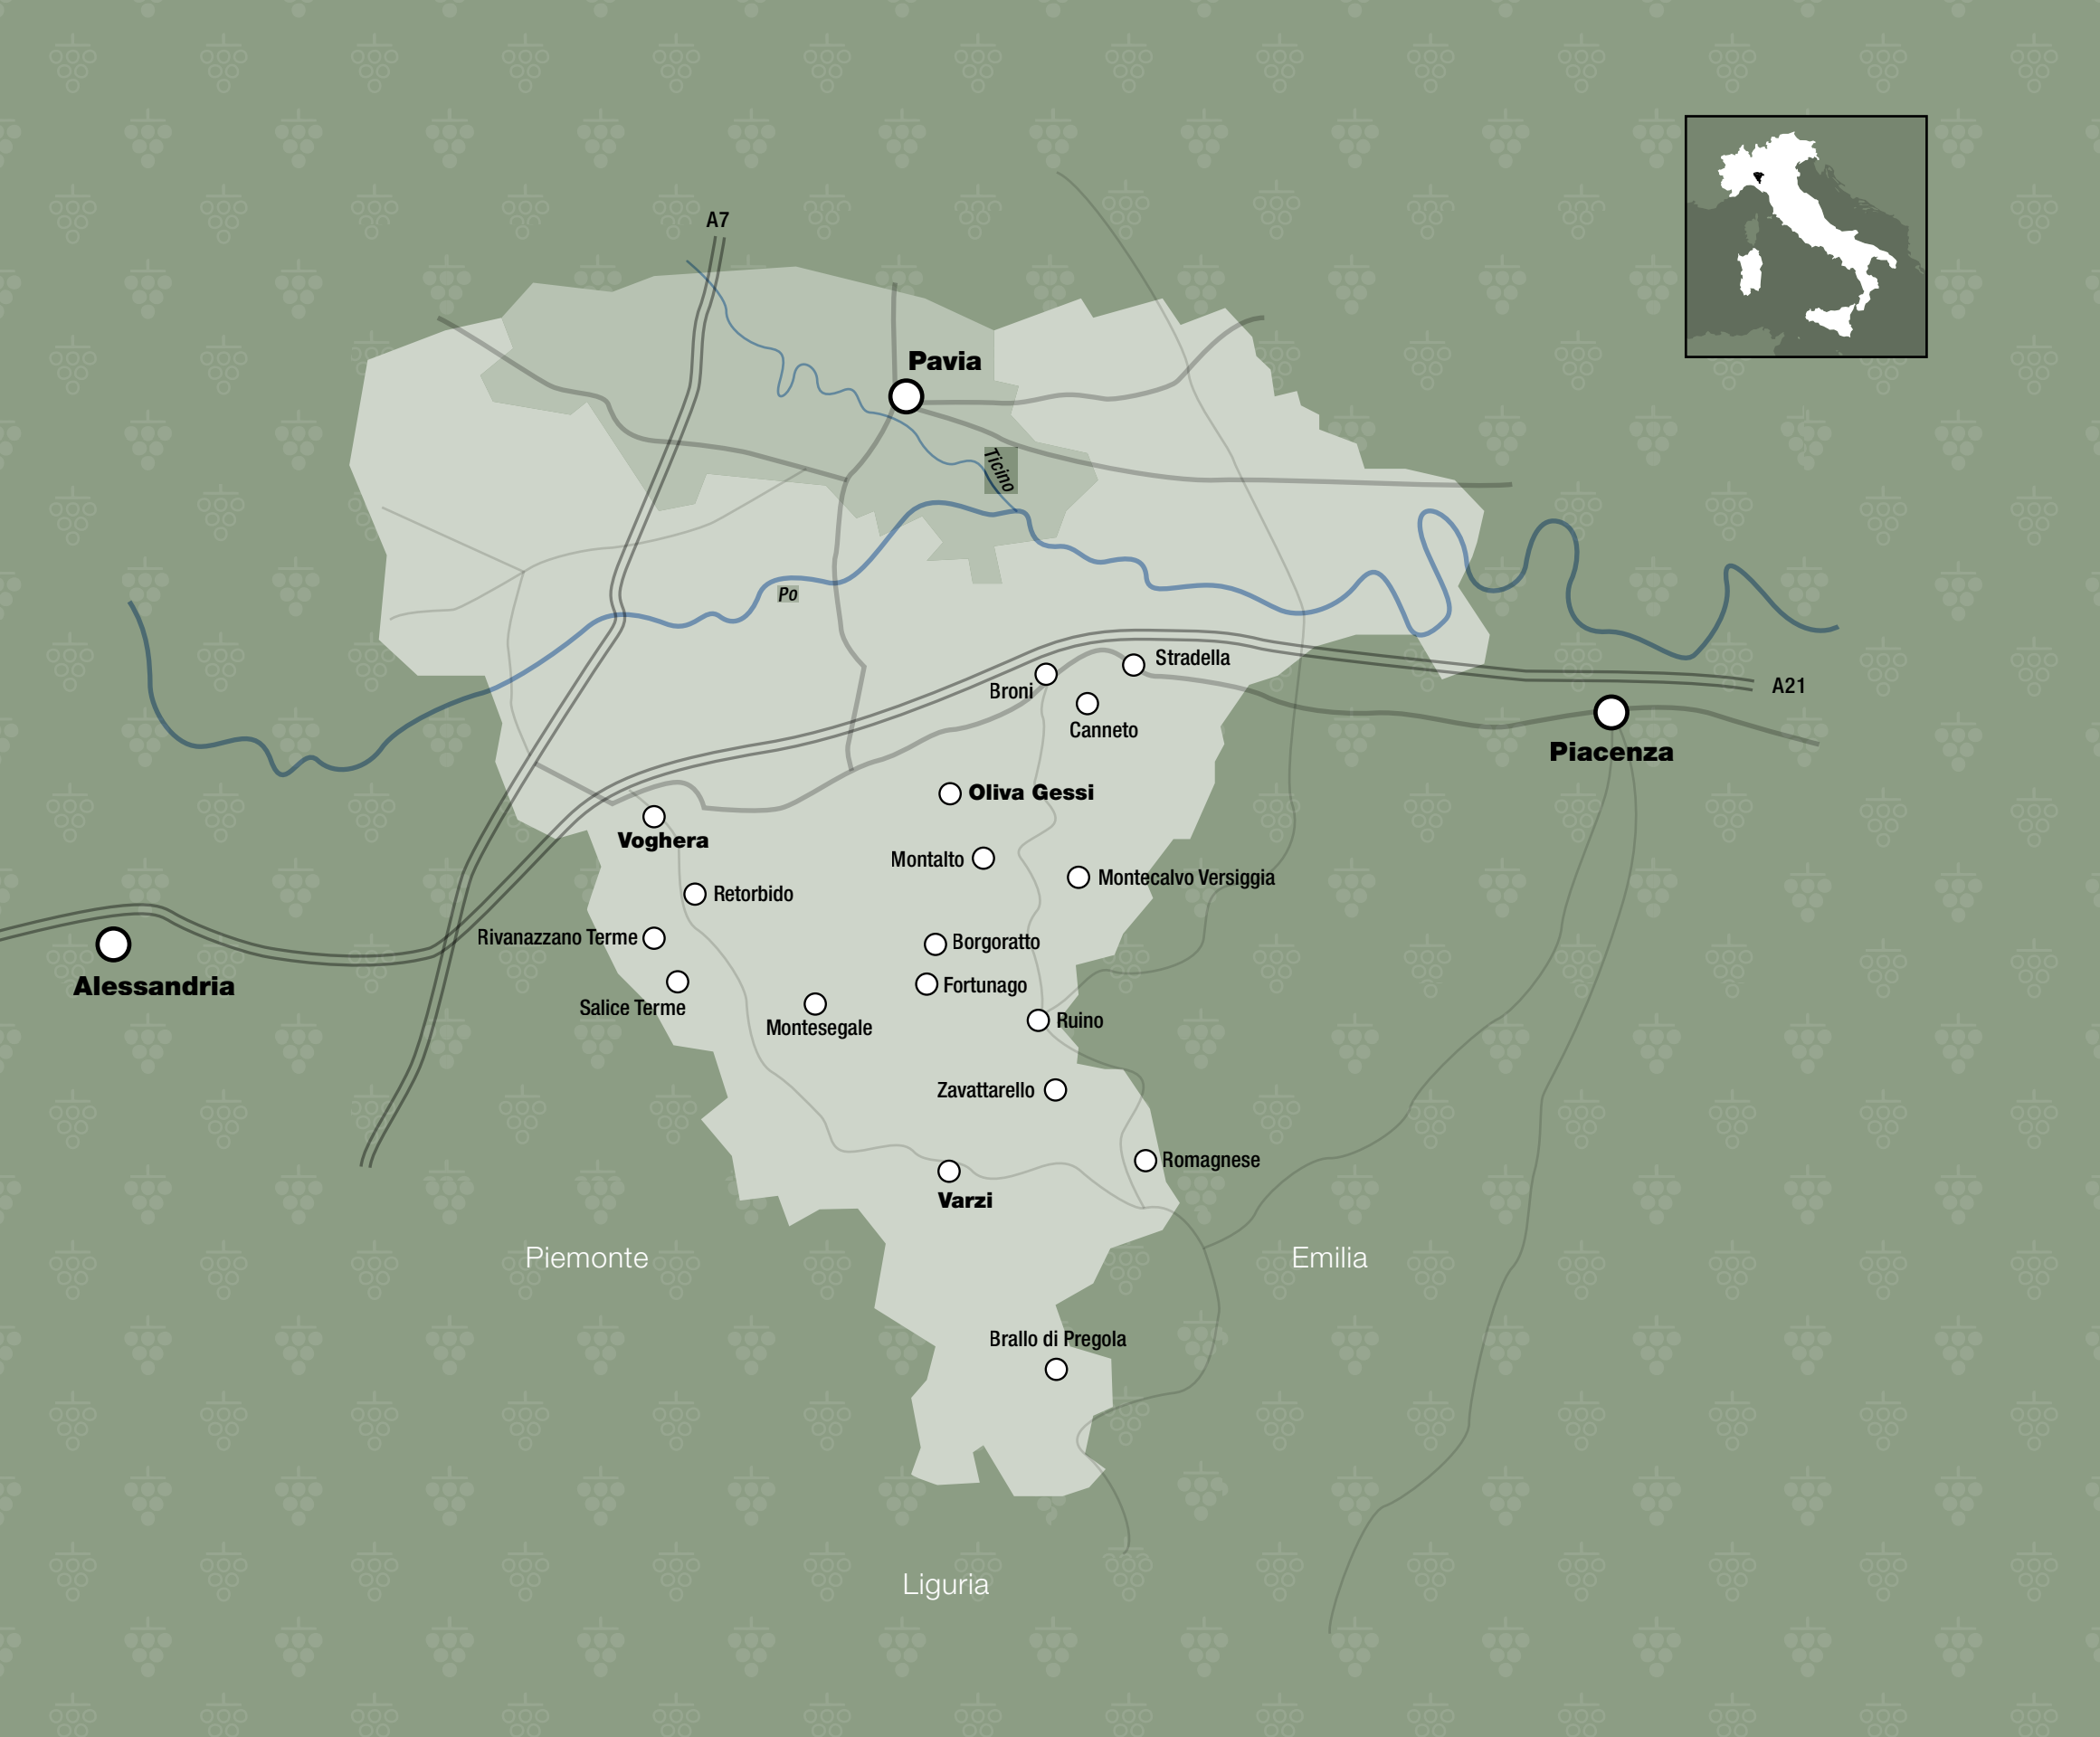 A7
Pavia
Ticino
Po
Stradella
Broni
A21
Canneto
Piacenza
Oliva Gessi
Voghera
Montalto
Montecalvo Versiggia
Retorbido
Rivanazzano Terme
Borgoratto
Alessandria
Fortunago
Salice Terme
Montesegale
Ruino
Zavattarello
Romagnese
Varzi
Piemonte
Emilia
Brallo di Pregola
Liguria